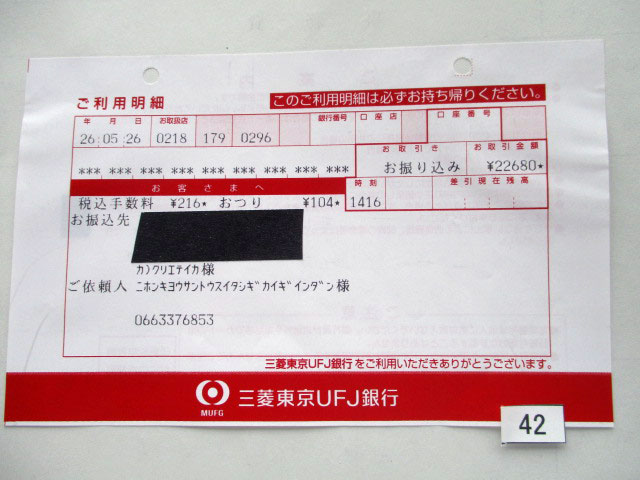 ご利用明細
このご利用明細は必ずお持ち帰りください。
年 月 日 お取扱店 銀行番号 口座店 口座番号
26:05:26 0218 179 0296
お取引き お取引金額
*** *** *** *** *** *** *** *** *** *** お振り込み ¥22680*
お客さまへ 時刻 差引現在残高
税込手数料 ¥216* おつり ¥104* 1416
お振込先
カ)クリエテイカ様
ご依頼人 ニホンキヨウサントウスイタシギカイギインダン様
0663376853
三菱東京UFJ銀行をご利用いただきありがとうございます。
MUFG
三菱東京UFJ銀行
42